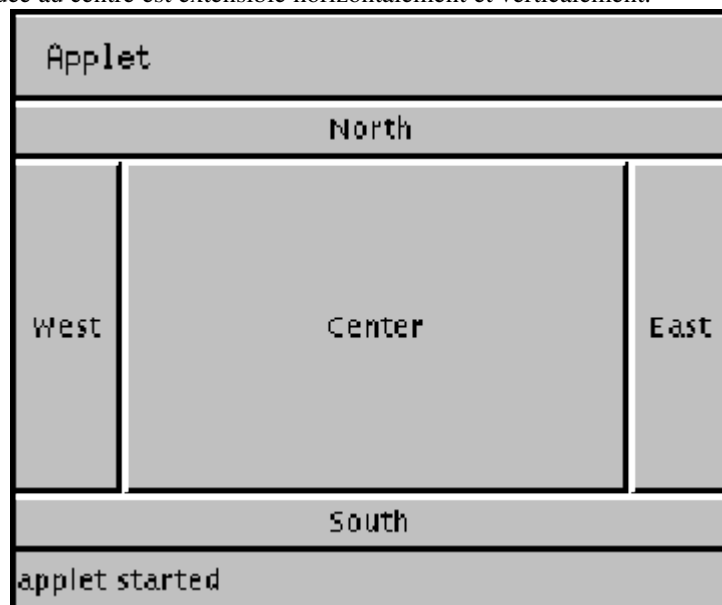 au centre est extensible horizontalement et verticalement.
Applet
North
West Center East
South
applet started